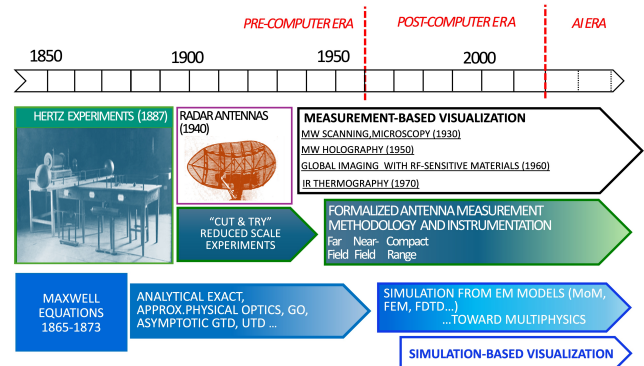 PRE-COMPUTER ERA
POST-COMPUTER ERA
AI ERA
1850
1900
1950
2000
HERTZ EXPERIMENTS (1887)
RADAR ANTENNAS
(1940)
MEASUREMENT-BASED VISUALIZATION
MW SCANNING,MICROSCOPY (1930)
MW HOLOGRAPHY (1950)
GLOBAL IMAGING WITH RF-SENSITIVE MATERIALS (1960)
IR THERMOGRAPHY (1970)
"CUT & TRY"
REDUCED SCALE
EXPERIMENTS
FORMALIZED ANTENNA MEASUREMENT
METHODOLOGY AND INSTRUMENTATION
Far Near- Compact
Field Field Range
MAXWELL
EQUATIONS
1865-1873
ANALYTICAL EXACT,
APPROX.PHYSICAL OPTICS, GO,
ASYMPTOTIC GTD, UTD ...
SIMULATION FROM EM MODELS (MoM,
FEM, FDTD...)
...TOWARD MULTIPHYSICS
SIMULATION-BASED VISUALIZATION